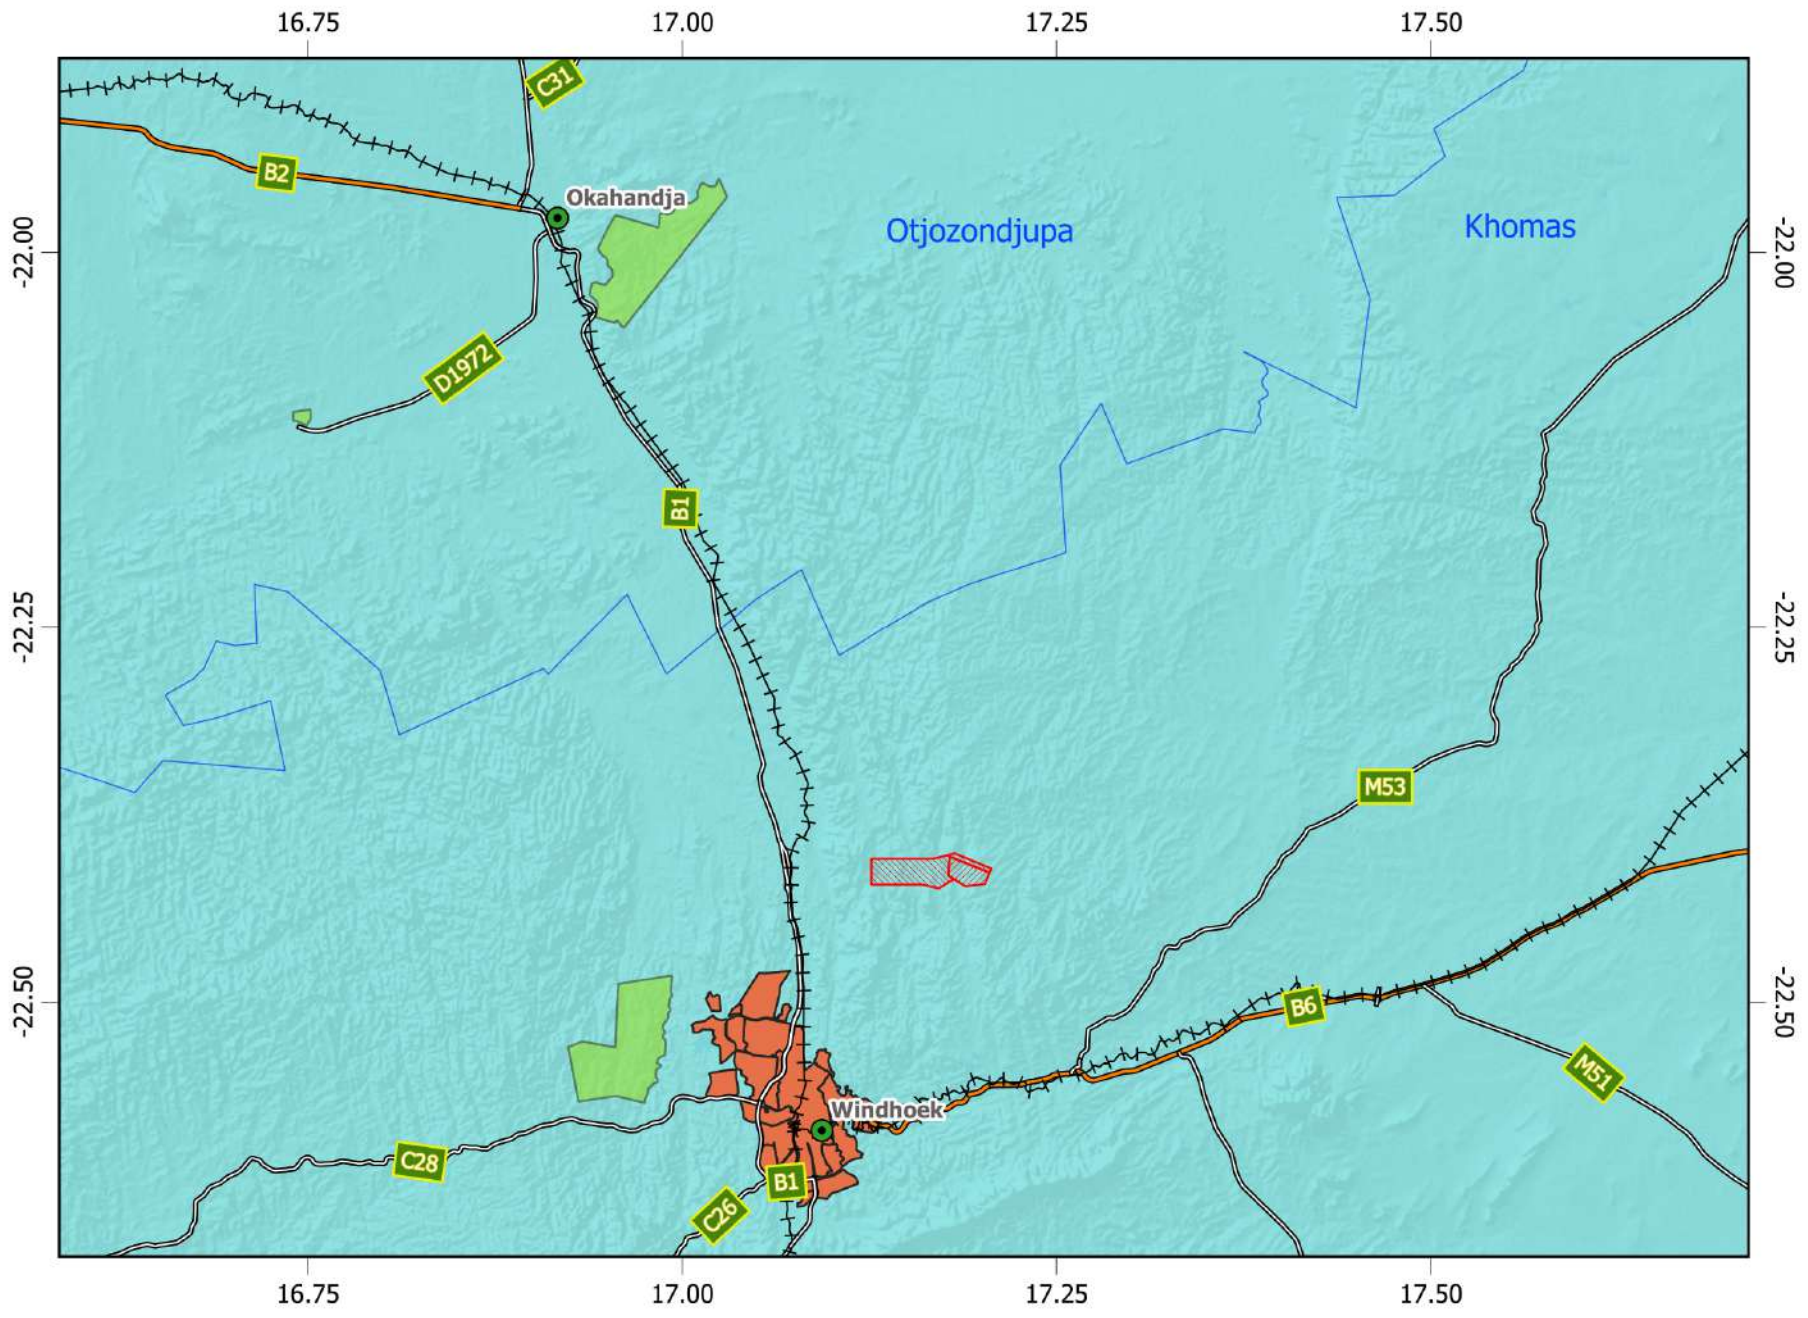 16.75
17.00
17.25
17.50
C31
B2
Okahandja
Otjozondjupa
Khomas
-22.00
-22.00
D1972
B1
-22.25
-22.25
M53
-22.50
-22.50
B6
M51
Windhoek
C28
B1
C26
16.75
17.00
17.25
17.50